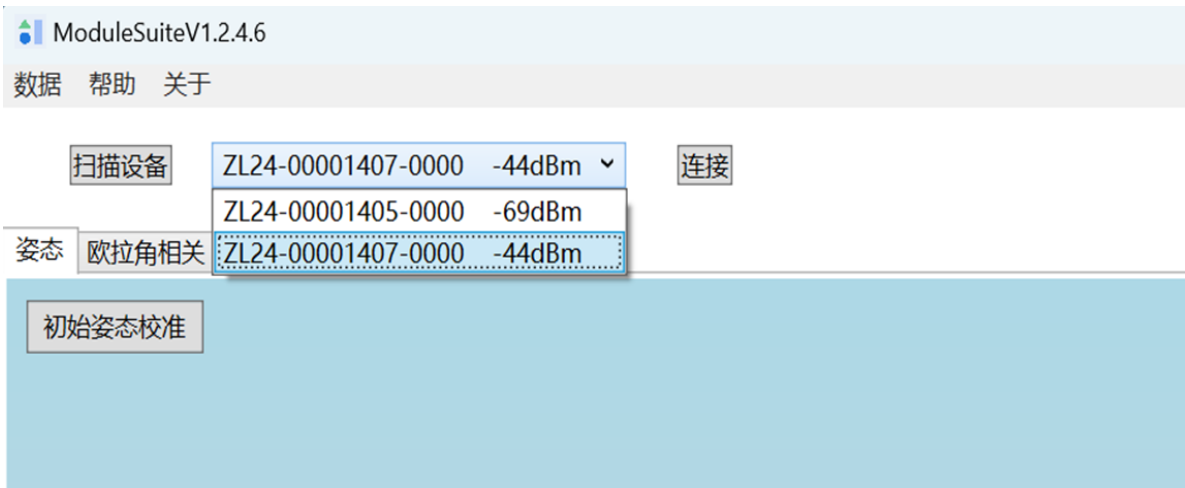 ModuleSuiteV1.2.4.6
数据 帮助 关于
扫描设备 ZL24-00001407-0000 -44dBm 连接
ZL24-00001405-0000 -69dBm
姿态 欧拉角相关 ZL24-00001407-0000 -44dBm
初始姿态校准